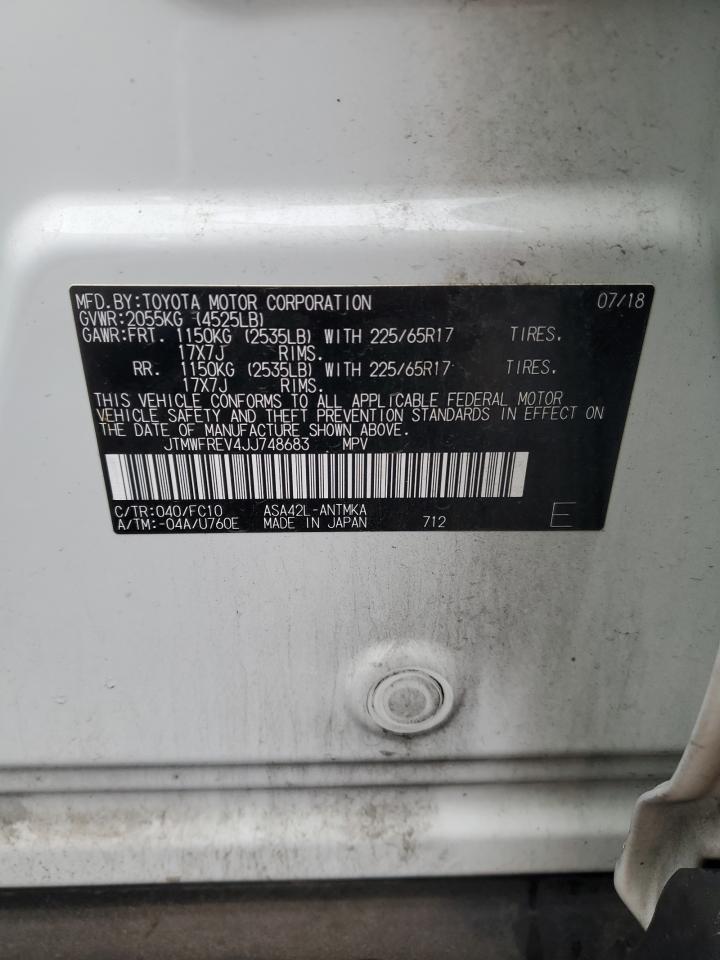 MFD.BY:TOYOTA MOTOR CORPORATION 07/18
GVWR:2055KG (4525LB)
GAWR:FRT. 1150KG (2535LB) WITH 225/65R17 TIRES,
17X7J RIMS.
RR. 1150KG (2535LB) WITH 225/65R17 TIRES,
17X7J RIMS.
THIS VEHICLE CONFORMS TO ALL APPLICABLE FEDERAL MOTOR
VEHICLE SAFETY AND THEFT PREVENTION STANDARDS IN EFFECT ON
THE DATE OF MANUFACTURE SHOWN ABOVE.
JTMWFREV4JJ748683 MPV
C/TR:040/FC10 ASA42L-ANTMKA
A/TM:-04A/U760E MADE IN JAPAN 712 E